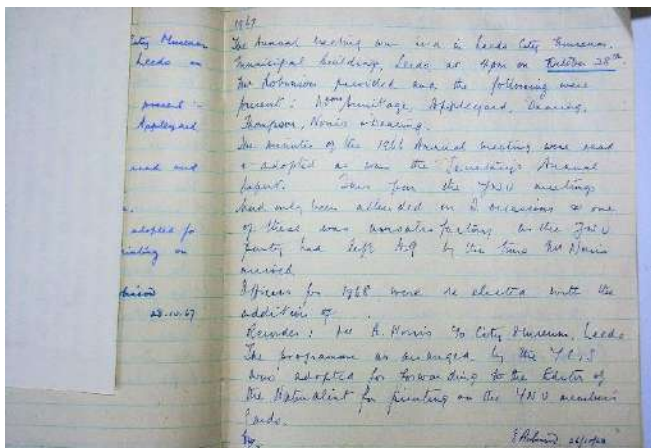 City Museum
Leeds on
present -
Appleyard
read and
adopted for
printing on
28.10.67
1967
The Annual meeting was held in Leeds City Museum,
Municipal Building, Leeds at 4pm on October 28th.
Mr Robinson presided and the following were
present: Armitage, Appleyard, Dearing,
Thompson, Norris & Dearing.
The minutes of the 1966 Annual meeting were read
& adopted as was the Secretary's Annual
paper. This year the YNU meetings
had only been attended on 2 occasions & one
of these was unsatisfactory as the YNU
party had left H.Q by the time Mr Norris
arrived.
Officers for 1968 were re elected with the
addition of
Recorder: Mr A. Norris c/o City Museum, Leeds
The programme as arranged by the
was adopted for forwarding to the Editor of
the Naturalist for printing on the YNU members
Cards.